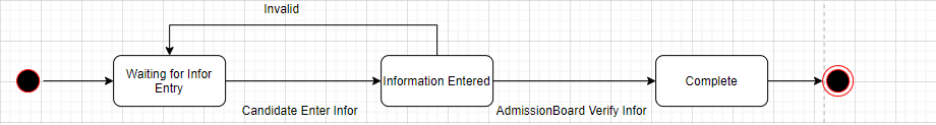 Invalid
Waiting for Infor
Entry
Information Entered
Complete
Candidate Enter Infor
AdmissionBoard Verify Infor